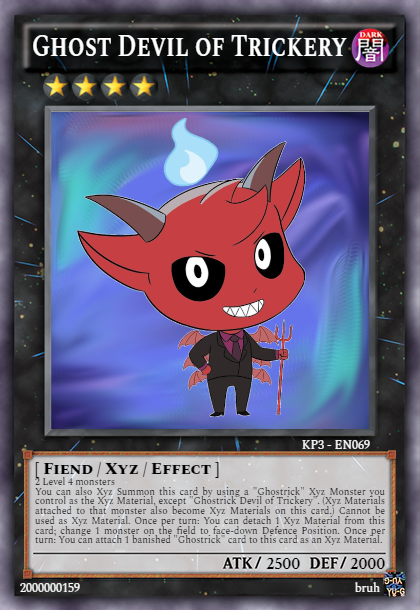 GHOST DEVIL OF TRICKERY
DARK
闇
KP3 - EN069
[ FIEND / XYZ / EFFECT ]
2 Level 4 monsters
You can also Xyz Summon this card by using a "Ghostrick" Xyz Monster you
control as the Xyz Material, except "Ghostrick Devil of Trickery". (Xyz Materials
attached to that monster also become Xyz Materials on this card.) Cannot be
used as Xyz Material. Once per turn: You can detach 1 Xyz Material from this
card; change 1 monster on the field to face-down Defence Position. Once per
turn: You can attach 1 banished "Ghostrick" card to this card as an Xyz Material.
ATK / 2500 DEF / 2000
2000000159
bruh